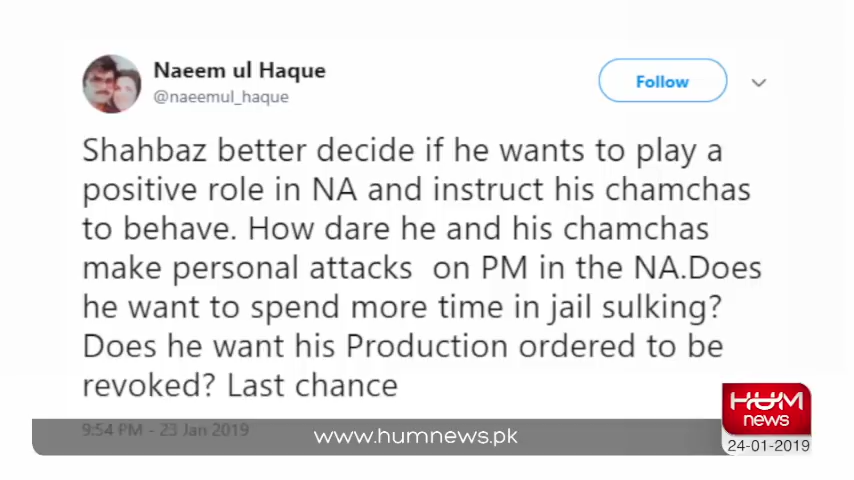 Naeem ul Haque
@naeemul_haque
Follow
Shahbaz better decide if he wants to play a
positive role in NA and instruct his chamchas
to behave. How dare he and his chamchas
make personal attacks  on PM in the NA.Does
he want to spend more time in jail sulking?
Does he want his Production ordered to be
revoked? Last chance
9:54 PM - 23 Jan 2019
www.humnews.pk
HUM
news
24-01-2019